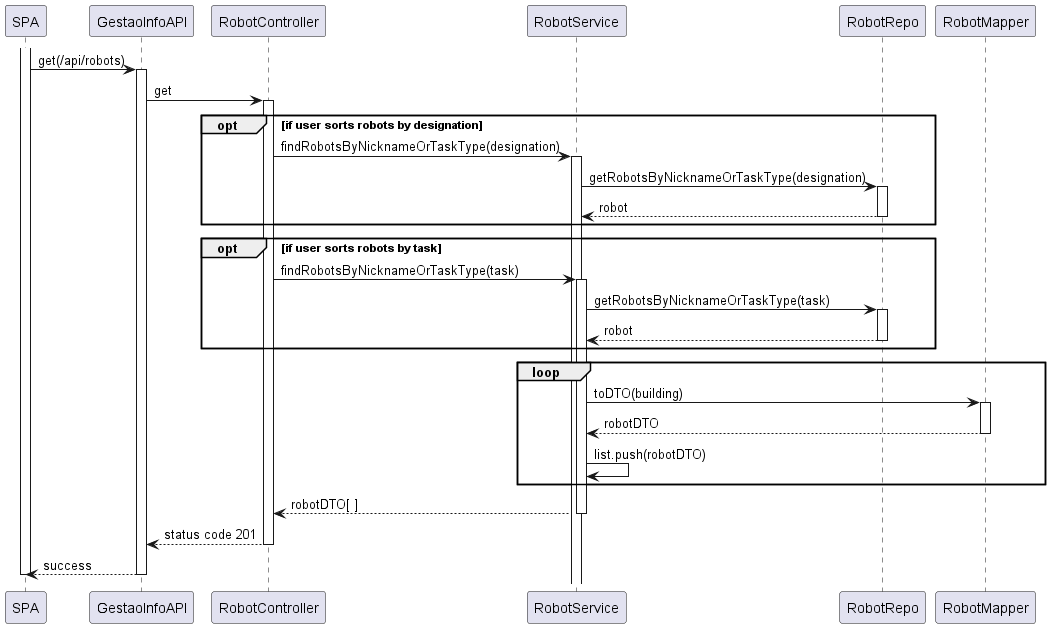 SPA GestaoInfoAPI RobotController RobotService RobotRepo RobotMapper
get(/api/robots)
get
opt [if user sorts robots by designation]
findRobotsByNicknameOrTaskType(designation)
getRobotsByNicknameOrTaskType(designation)
robot
opt [if user sorts robots by task]
findRobotsByNicknameOrTaskType(task)
getRobotsByNicknameOrTaskType(task)
robot
loop
toDTO(building)
robotDTO
list.push(robotDTO)
robotDTO[ ]
status code 201
success
SPA GestaoInfoAPI RobotController RobotService RobotRepo RobotMapper